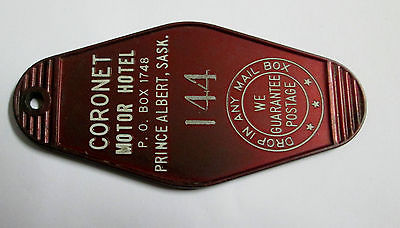 CORONET
MOTOR HOTEL
P. O. BOX 1748
PRINCE ALBERT, SASK.
144
DROP IN ANY MAIL BOX
WE
GUARANTEE
POSTAGE